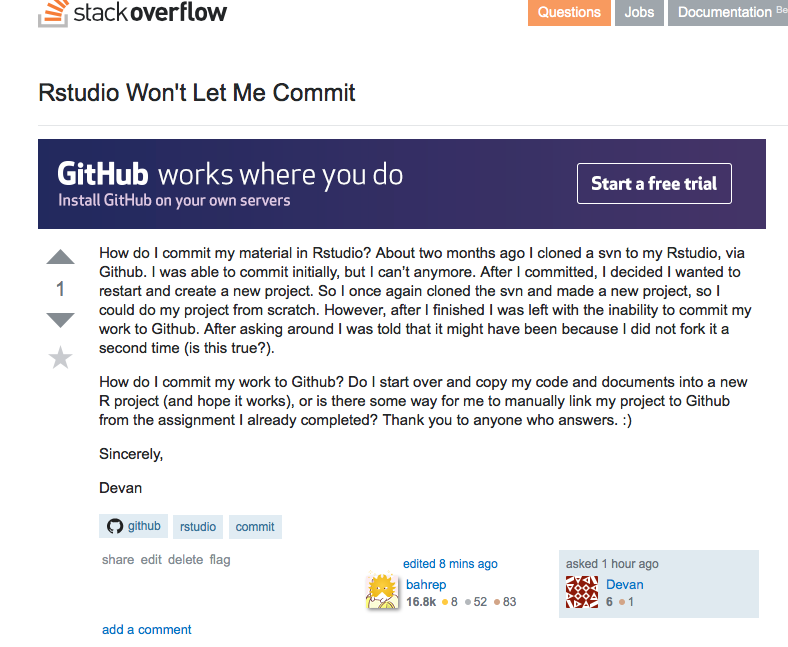 stackoverflow
Questions
Jobs
Documentation Be
Rstudio Won't Let Me Commit
GitHub works where you do
Install GitHub on your own servers
Start a free trial
1
How do I commit my material in Rstudio? About two months ago I cloned a svn to my Rstudio, via
Github. I was able to commit initially, but I can't anymore. After I committed, I decided I wanted to
restart and create a new project. So I once again cloned the svn and made a new project, so I
could do my project from scratch. However, after I finished I was left with the inability to commit my
work to Github. After asking around I was told that it might have been because I did not fork it a
second time (is this true?).
How do I commit my work to Github? Do I start over and copy my code and documents into a new
R project (and hope it works), or is there some way for me to manually link my project to Github
from the assignment I already completed? Thank you to anyone who answers. :)
Sincerely,
Devan
github
rstudio
commit
share edit delete flag
edited 8 mins ago
bahrep
16.8k ● 8 ● 52 ● 83
asked 1 hour ago
Devan
6 ● 1
add a comment